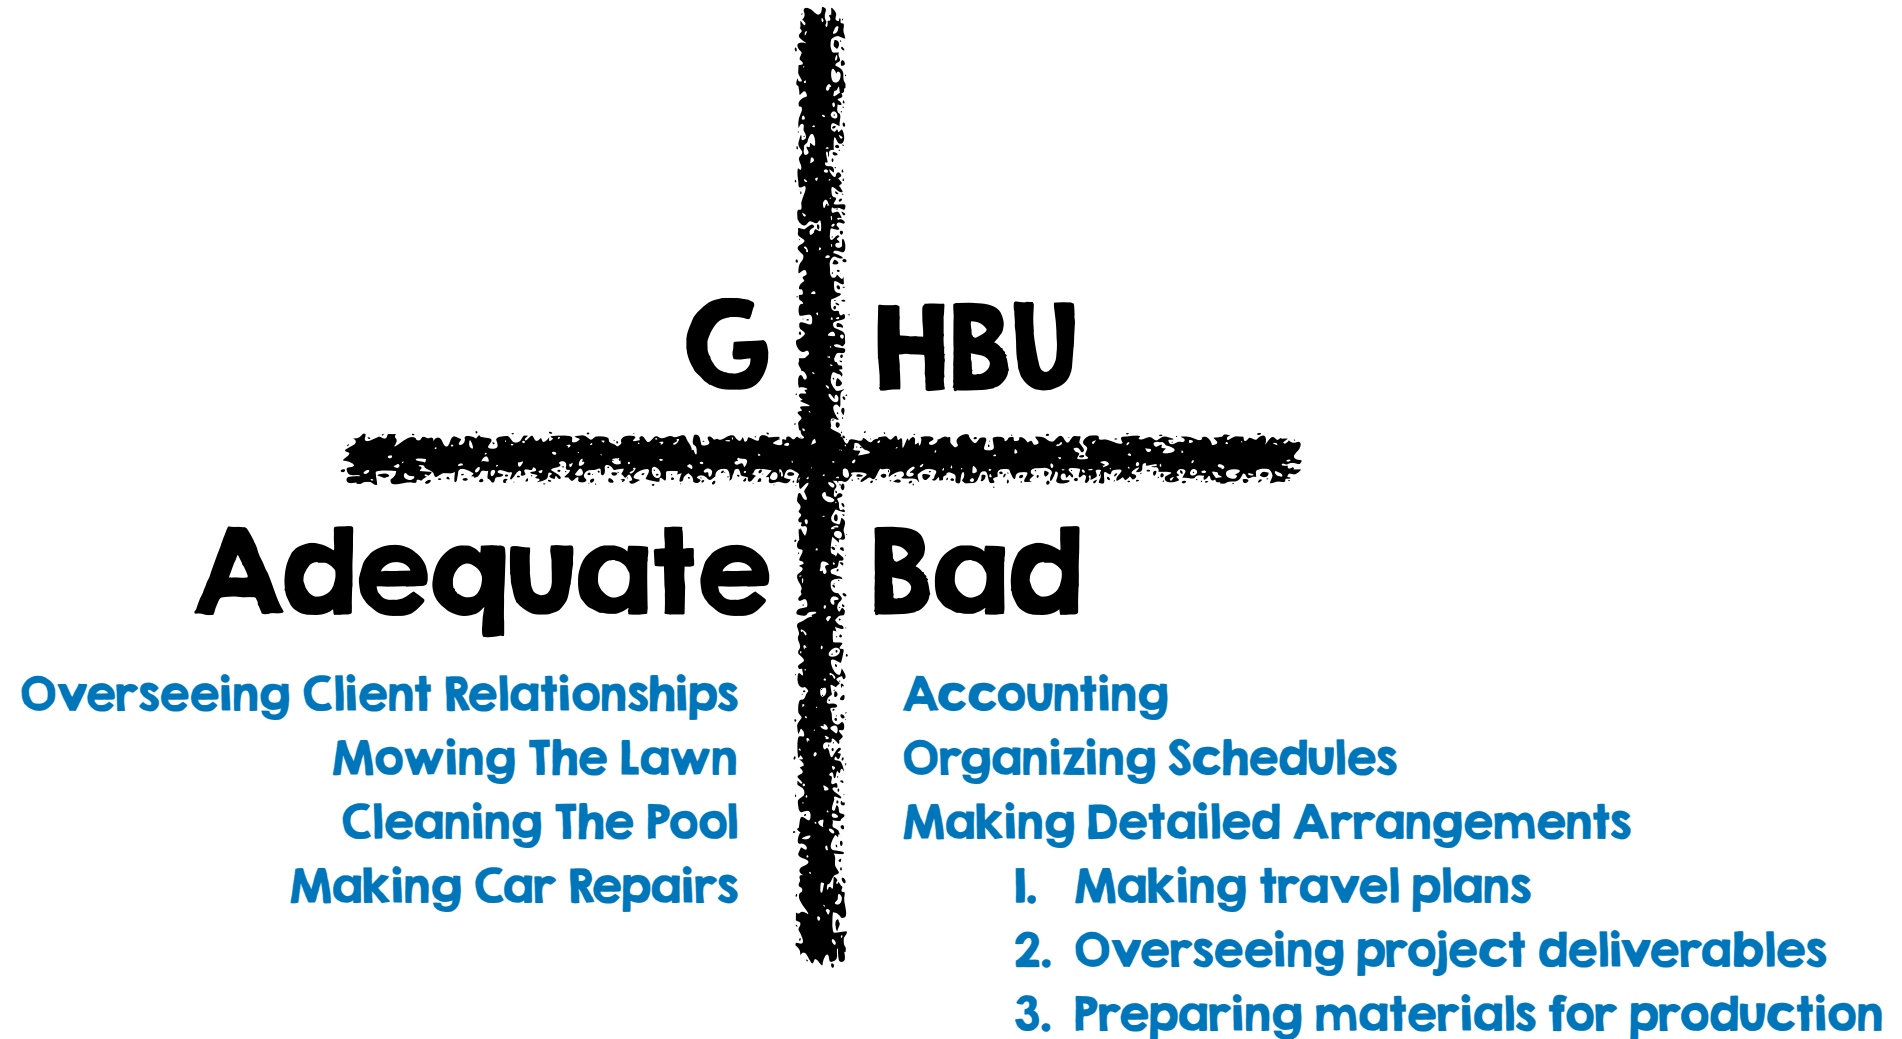 G
HBU
Adequate
Overseeing Client Relationships
Mowing The Lawn
Cleaning The Pool
Making Car Repairs
Bad
Accounting
Organizing Schedules
Making Detailed Arrangements
1. Making travel plans
2. Overseeing project deliverables
3. Preparing materials for production